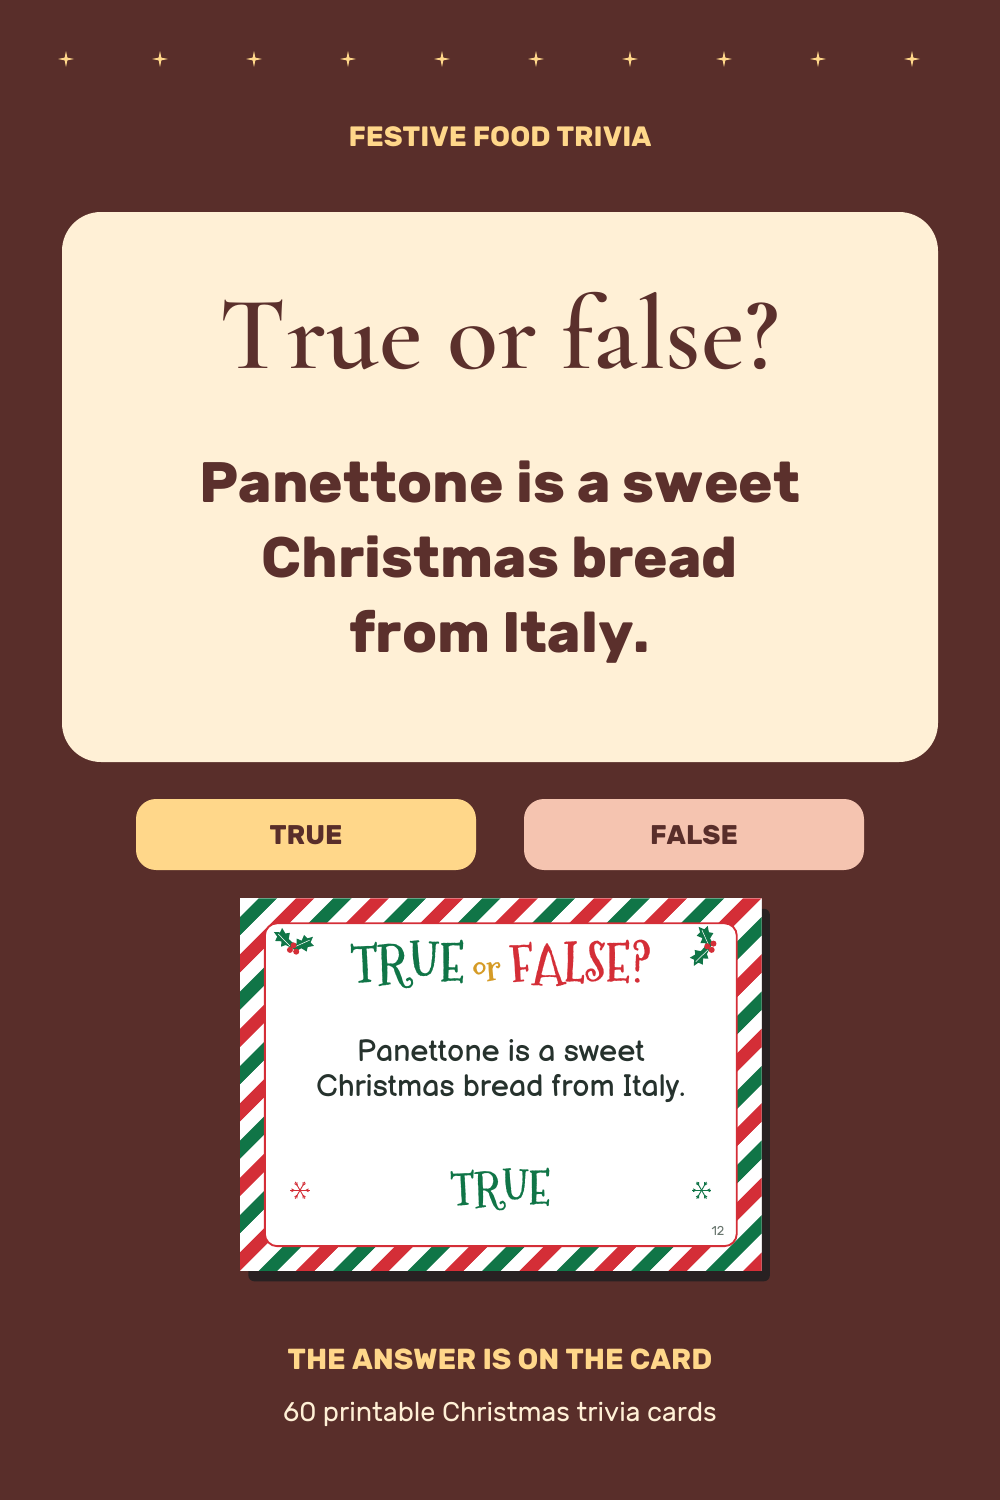 FESTIVE FOOD TRIVIA
True or false?
Panettone is a sweet
Christmas bread
from Italy.
TRUE
FALSE
TRUE or FALSE?
Panettone is a sweet
Christmas bread from Italy.
TRUE
12
THE ANSWER IS ON THE CARD
60 printable Christmas trivia cards